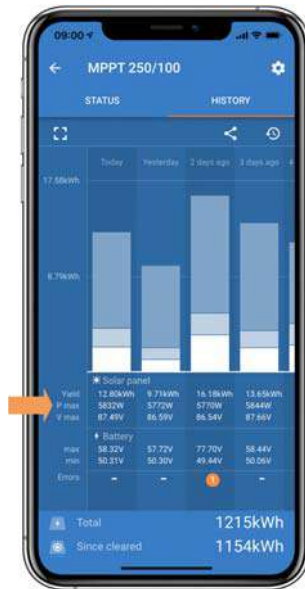 09:00
MPPT 250/100
STATUS HISTORY
Today Yesterday 2 days ago 3 days ago 4
17.58kWh
8.79kWh
Solar panel
Yield 12.80kWh 9.71kWh 16.18kWh 13.65kWh
P max 5832W 5772W 5770W 5844W
V max 87.49V 86.59V 86.54V 87.66V
Battery
max 58.32V 57.72V 77.70V 58.44V
min 50.31V 50.30V 49.44V 50.06V
Errors – – 1 –
Total 1215kWh
Since cleared 1154kWh